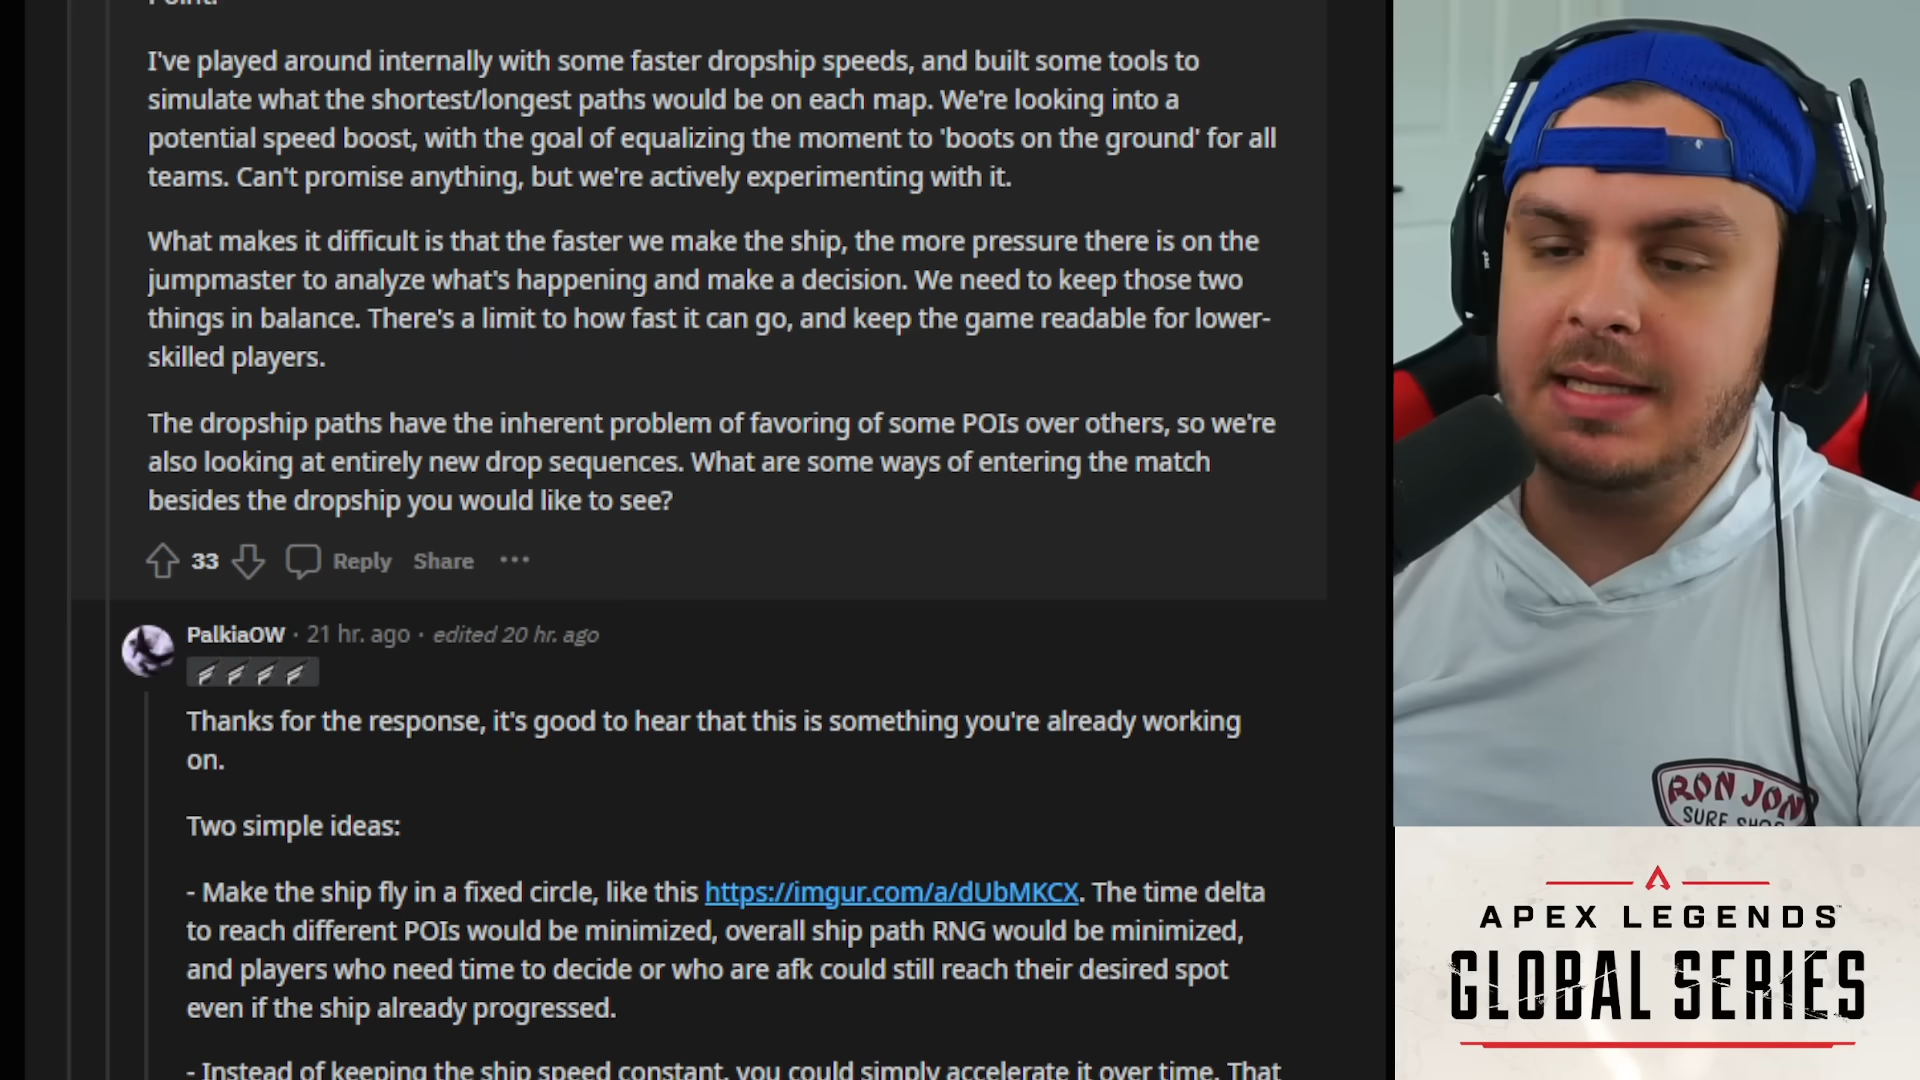 Point.
I've played around internally with some faster dropship speeds, and built some tools to
simulate what the shortest/longest paths would be on each map. We're looking into a
potential speed boost, with the goal of equalizing the moment to 'boots on the ground' for all
teams. Can't promise anything, but we're actively experimenting with it.
What makes it difficult is that the faster we make the ship, the more pressure there is on the
jumpmaster to analyze what's happening and make a decision. We need to keep those two
things in balance. There's a limit to how fast it can go, and keep the game readable for lower-
skilled players.
The dropship paths have the inherent problem of favoring of some POIs over others, so we're
also looking at entirely new drop sequences. What are some ways of entering the match
besides the dropship you would like to see?
33 Reply Share ···
PalkiaOW · 21 hr. ago · edited 20 hr. ago
Thanks for the response, it's good to hear that this is something you're already working
on.
Two simple ideas:
- Make the ship fly in a fixed circle, like this https://imgur.com/a/dUbMKCX. The time delta
to reach different POIs would be minimized, overall ship path RNG would be minimized,
and players who need time to decide or who are afk could still reach their desired spot
even if the ship already progressed.
- Instead of keeping the ship speed constant, you could simply accelerate it over time. That
RON JON
SURF SHOP
APEX LEGENDS™
GLOBAL SERIES